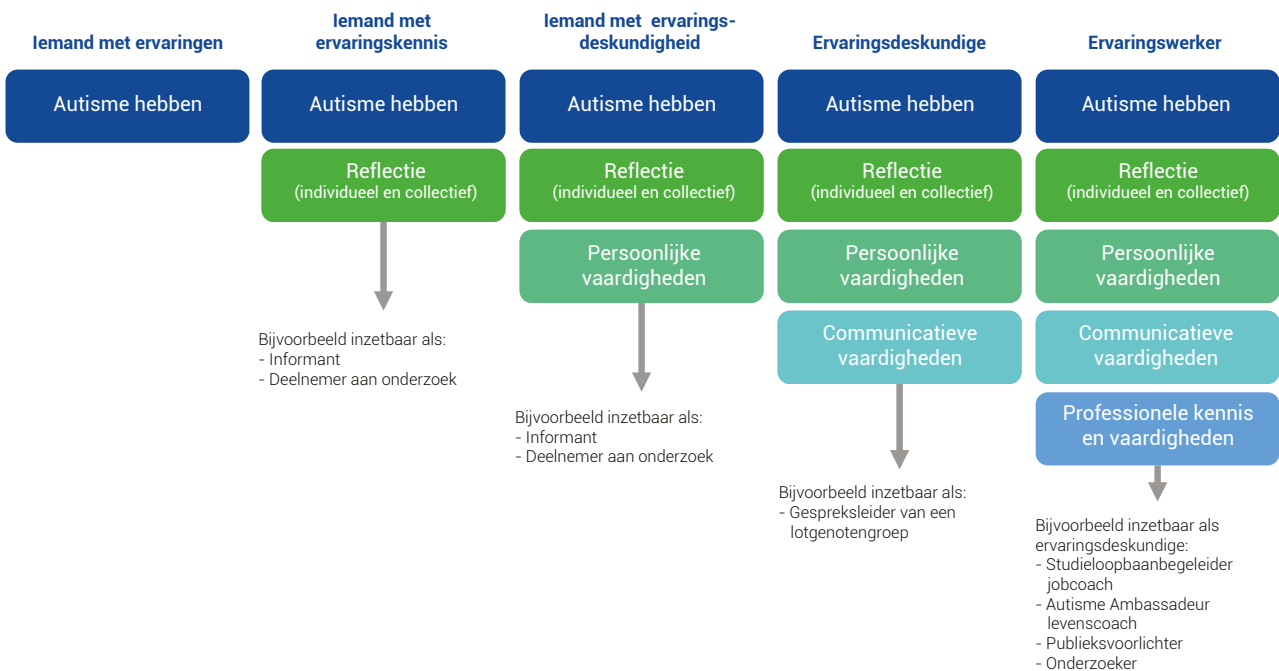 Iemand met ervaringen
Autisme hebben
Iemand met
ervaringskennis
Autisme hebben
Reflectie
(individueel en collectief)
Bijvoorbeeld inzetbaar als:
- Informant
- Deelnemer aan onderzoek
Iemand met ervarings-
deskundigheid
Autisme hebben
Reflectie
(individueel en collectief)
Persoonlijke
vaardigheden
Bijvoorbeeld inzetbaar als:
- Informant
- Deelnemer aan onderzoek
Ervaringsdeskundige
Autisme hebben
Reflectie
(individueel en collectief)
Persoonlijke
vaardigheden
Communicatieve
vaardigheden
Bijvoorbeeld inzetbaar als:
- Gespreksleider van een
lotgenotengroep
Ervaringswerker
Autisme hebben
Reflectie
(individueel en collectief)
Persoonlijke
vaardigheden
Communicatieve
vaardigheden
Professionele kennis
en vaardigheden
Bijvoorbeeld inzetbaar als
ervaringsdeskundige:
- Studieloopbaanbegeleider
jobcoach
- Autisme Ambassadeur
levenscoach
- Publieksvoorlichter
- Onderzoeker